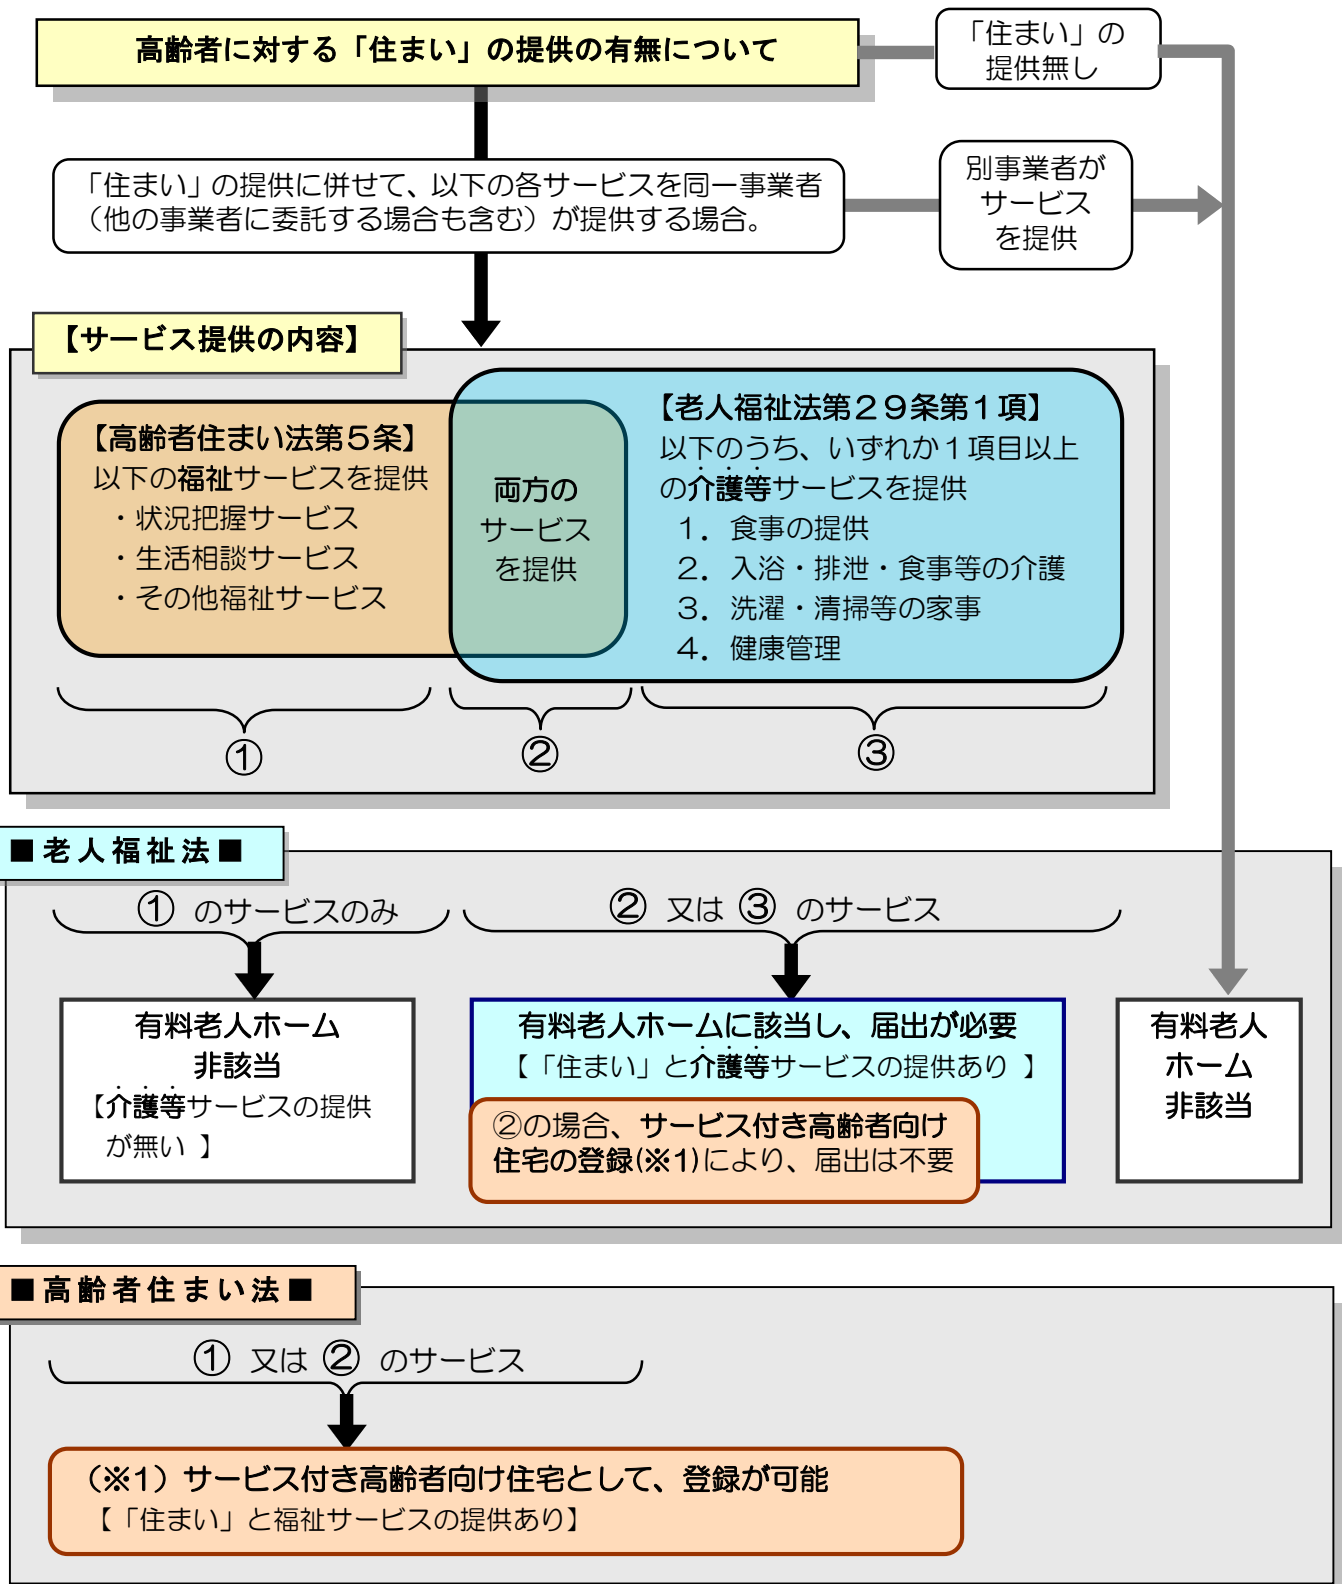 高齢者に対する「住まい」の提供の有無について
「住まい」の
提供無し
「住まい」の提供に併せて、以下の各サービスを同一事業者
（他の事業者に委託する場合も含む）が提供する場合。
別事業者が
サービス
を提供
【サービス提供の内容】
【高齢者住まい法第５条】
以下の福祉サービスを提供
・状況把握サービス
・生活相談サービス
・その他福祉サービス
両方の
サービス
を提供
【老人福祉法第２９条第１項】
以下のうち、いずれか１項目以上
の介護等サービスを提供
１．食事の提供
２．入浴・排泄・食事等の介護
３．洗濯・清掃等の家事
４．健康管理
①
②
③
■老人福祉法■
① のサービスのみ
② 又は ③ のサービス
有料老人ホーム
非該当
【介護等サービスの提供
が無い 】
有料老人ホームに該当し、届出が必要
【「住まい」と介護等サービスの提供あり 】
②の場合、サービス付き高齢者向け
住宅の登録(※1)により、届出は不要
有料老人
ホーム
非該当
■高齢者住まい法■
① 又は ② のサービス
（※1）サービス付き高齢者向け住宅として、登録が可能
【「住まい」と福祉サービスの提供あり】